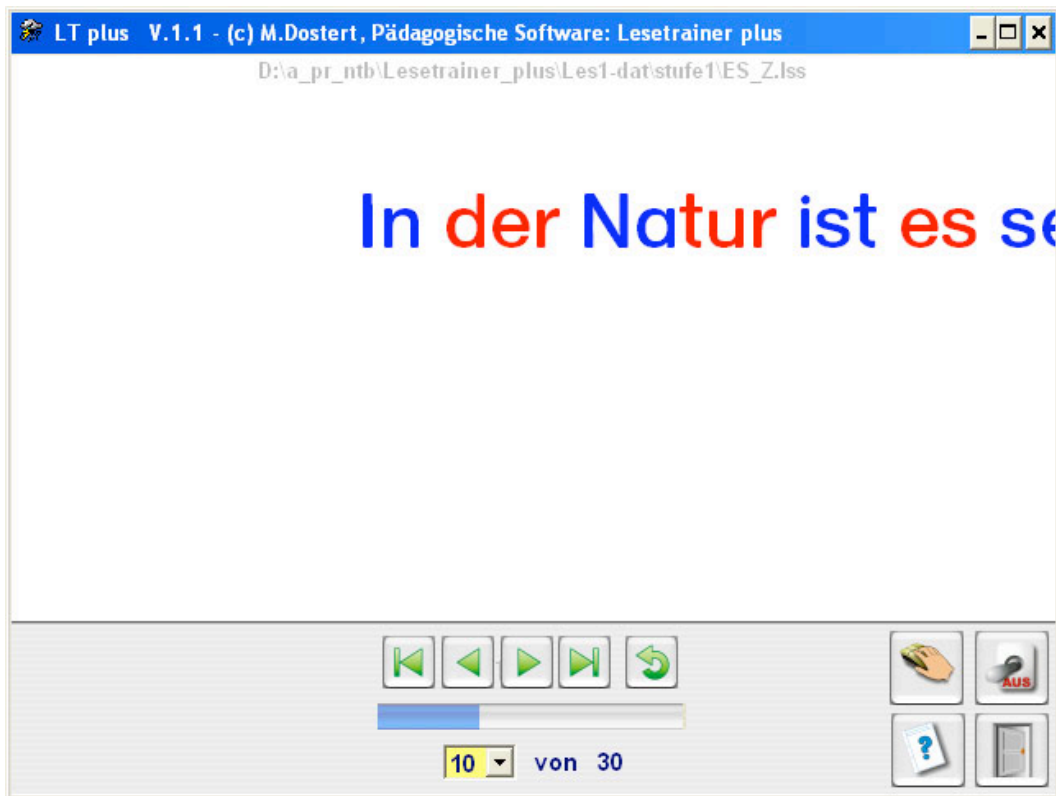 LT plus V.1.1 - (c) M.Dostert, Pädagogische Software: Lesetrainer plus
D:\a_pr_ntb\Lesetrainer_plus\Les1-dat\stufe1\ES_Z.lss
In der Natur ist es se
AUS
?
10 von 30